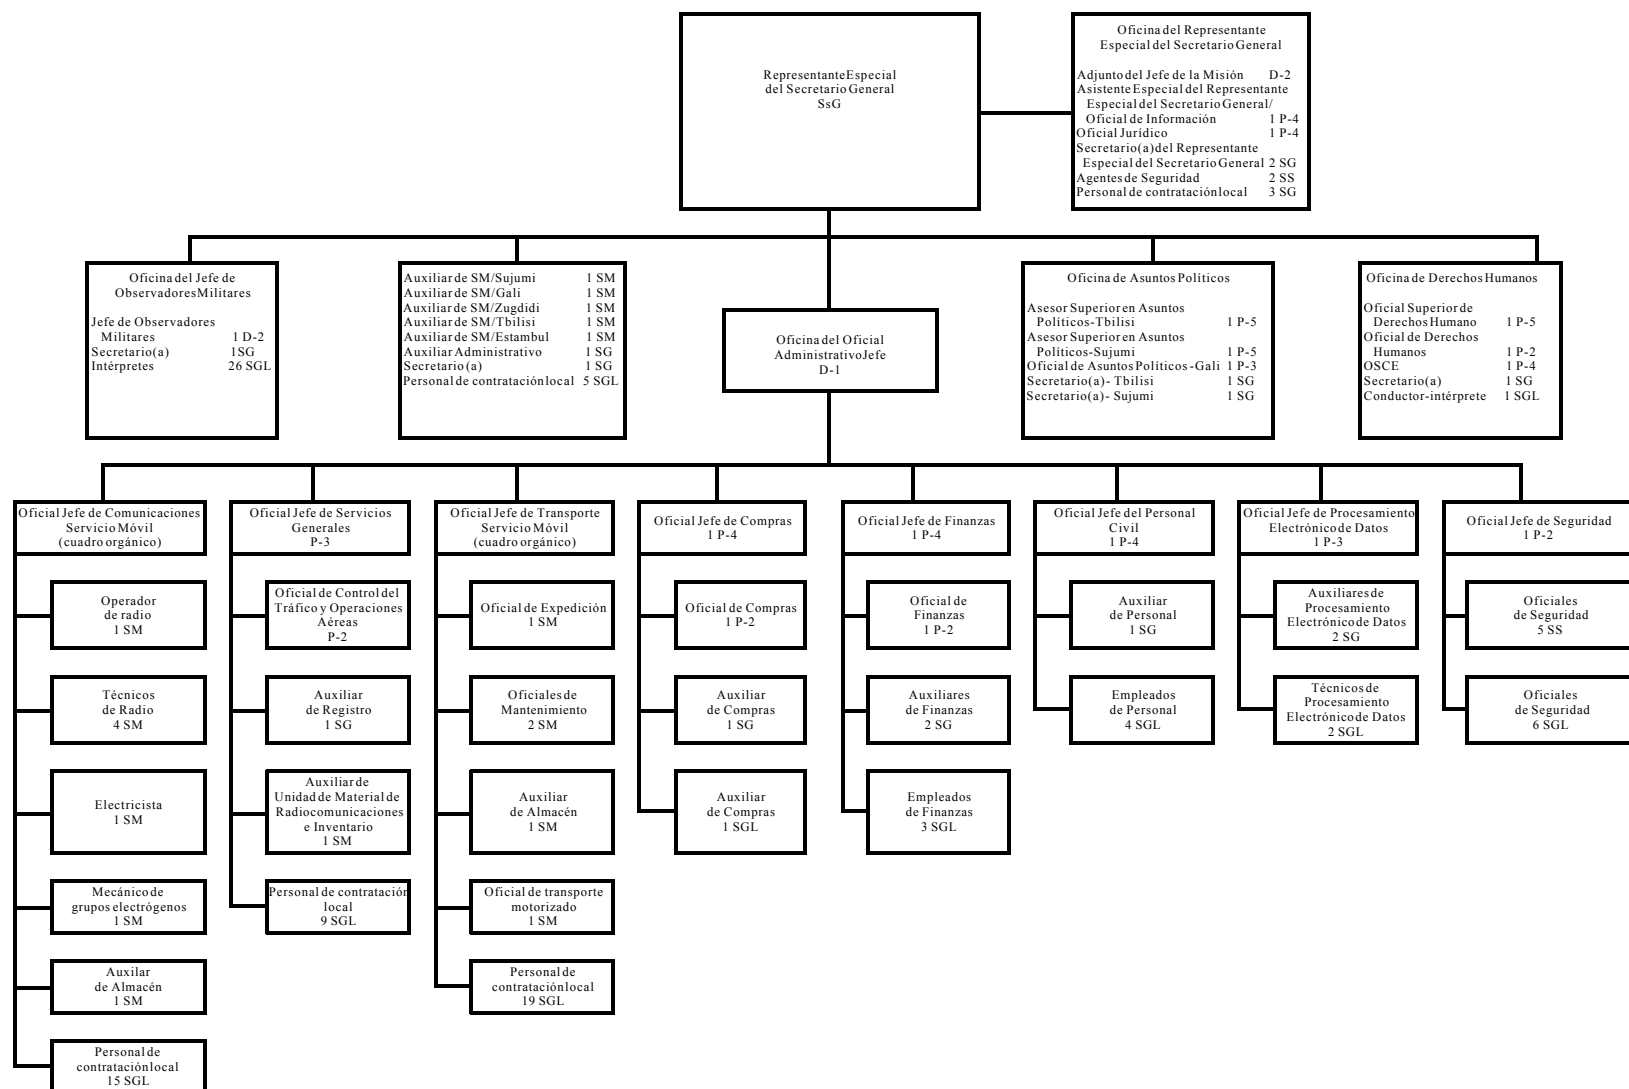 Representante Especial
del Secretario General
SsG
Oficina del Representante
Especial del Secretario General
Adjunto del Jefe de la Misión D-2
Asistente Especial del Representante
Especial del Secretario General/
Oficial de Información 1 P-4
Oficial Jurídico 1 P-4
Secretario(a) del Representante
Especial del Secretario General 2 SG
Agentes de Seguridad 2 SS
Personal de contratación local 3 SG
Oficina del Jefe de
Observadores Militares
Jefe de Observadores
Militares 1 D-2
Secretario(a) 1 SG
Intérpretes 26 SGL
Auxiliar de SM/Sujumi 1 SM
Auxiliar de SM/Gali 1 SM
Auxiliar de SM/Zugdidi 1 SM
Auxiliar de SM/Tbilisi 1 SM
Auxiliar de SM/Estambul 1 SM
Auxiliar Administrativo 1 SG
Secretario (a) 1 SG
Personal de contratación local 5 SGL
Oficina del Oficial
Administrativo Jefe
D-1
Oficina de Asuntos Políticos
Asesor Superior en Asuntos
Políticos-Tbilisi 1 P-5
Asesor Superior en Asuntos
Políticos-Sujumi 1 P-5
Oficial de Asuntos Políticos -Gali 1 P-3
Secretario(a)- Tbilisi 1 SG
Secretario(a)- Sujumi 1 SG
Oficina de Derechos Humanos
Oficial Superior de
Derechos Humano 1 P-5
Oficial de Derechos
Humanos 1 P-2
OSCE 1 P-4
Secretario(a) 1 SG
Conductor-intérprete 1 SGL
Oficial Jefe de Comunicaciones
Servicio Móvil
(cuadro orgánico)
Operador
de radio
1 SM
Técnicos
de Radio
4 SM
Electricista
1 SM
Mecánico de
grupos electrógenos
1 SM
Auxilar
de Almacén
1 SM
Personal de
contratación local
15 SGL
Oficial Jefe de Servicios
Generales
P-3
Oficial de Control del
Tráfico y Operaciones
Aéreas
P-2
Auxiliar
de Registro
1 SG
Auxiliar de
Unidad de Material de
Radiocomunicaciones
e Inventario
1 SM
Personal de contratación
local
9 SGL
Oficial Jefe de Transporte
Servicio Móvil
(cuadro orgánico)
Oficial de Expedición
1 SM
Oficiales de
Mantenimiento
2 SM
Auxiliar
de Almacén
1 SM
Oficial de transporte
motorizado
1 SM
Personal de
contratación local
19 SGL
Oficial Jefe de Compras
1 P-4
Oficial de Compras
1 P-2
Auxiliar
de Compras
1 SG
Auxiliar
de Compras
1 SGL
Oficial Jefe de Finanzas
1 P-4
Oficial de
Finanzas
1 P-2
Auxiliares
de Finanzas
2 SG
Empleados
de Finanzas
3 SGL
Oficial Jefe del Personal
Civil
1 P-4
Auxiliar
de Personal
1 SG
Empleados
de Personal
4 SGL
Oficial Jefe de Procesamiento
Electrónico de Datos
1 P-3
Auxiliares de
Procesamiento
Electrónico de Datos
2 SG
Técnicos de
Procesamiento
Electrónico de Datos
2 SGL
Oficial Jefe de Seguridad
1 P-2
Oficiales
de Seguridad
5 SS
Oficiales
de Seguridad
6 SGL